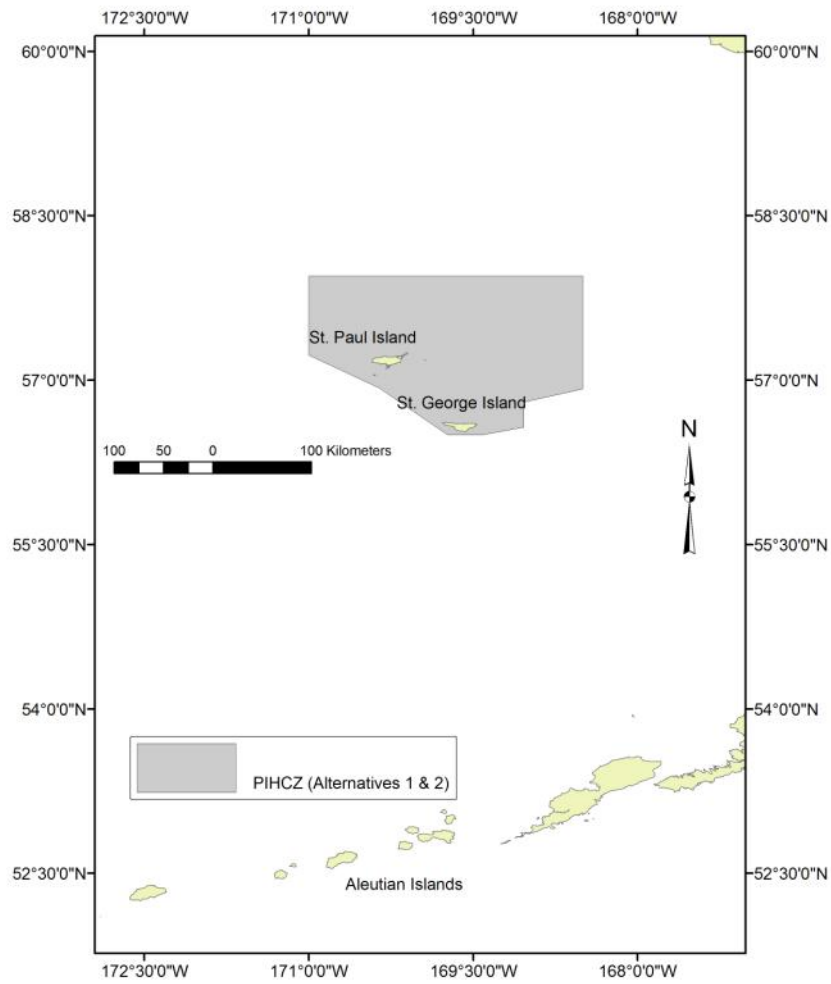 172°30'0"W 171°0'0"W 169°30'0"W 168°0'0"W
60°0'0"N 60°0'0"N
58°30'0"N 58°30'0"N
St. Paul Island
57°0'0"N 57°0'0"N
St. George Island
N
100 50 0 100 Kilometers
55°30'0"N 55°30'0"N
54°0'0"N 54°0'0"N
PIHCZ (Alternatives 1 & 2)
52°30'0"N 52°30'0"N
Aleutian Islands
172°30'0"W 171°0'0"W 169°30'0"W 168°0'0"W